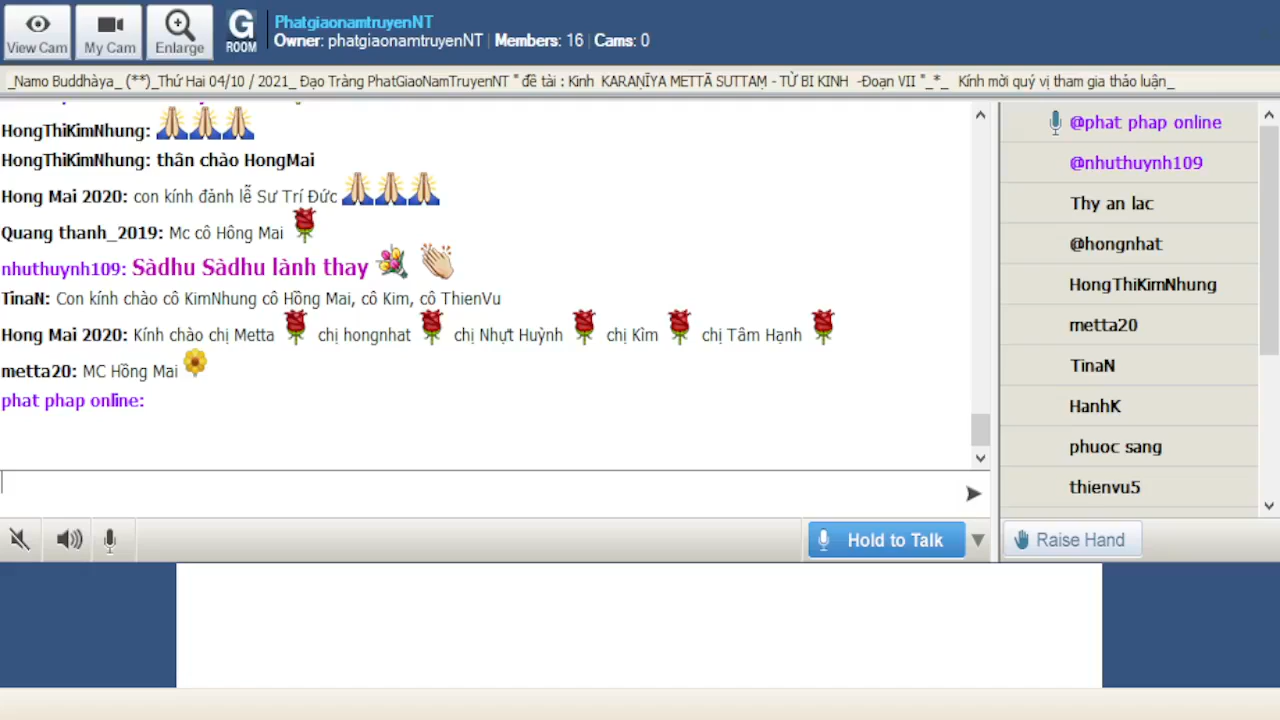 View Cam
My Cam
Enlarge
G
ROOM
PhatgiaonamtruyenNT
Owner: phatgiaonamtruyenNT | Members: 16 | Cams: 0
_Namo Buddhàya_ (**)_Thứ Hai 04/10 / 2021_ Đạo Tràng PhatGiaoNamTruyenNT " đề tài : Kinh KARAṆĪYA METTĀ SUTTAṂ - TỪ BI KINH -Đoạn VII "_*_ Kính mời quý vị tham gia thảo luận_
HongThiKimNhung:
HongThiKimNhung: thân chào HongMai
Hong Mai 2020: con kính đảnh lễ Sư Trí Đức
Quang thanh_2019: Mc cô Hông Mai
nhuthuynh109: Sàdhu Sàdhu lành thay
TinaN: Con kính chào cô KimNhung cô Hồng Mai, cô Kim, cô ThienVu
Hong Mai 2020: Kính chào chị Metta chị hongnhat chị Nhựt Huỳnh chị Kìm chị Tâm Hạnh
metta20: MC Hồng Mai
phat phap online:
@phat phap online
@nhuthuynh109
Thy an lac
@hongnhat
HongThiKimNhung
metta20
TinaN
HanhK
phuoc sang
thienvu5
Hold to Talk
Raise Hand